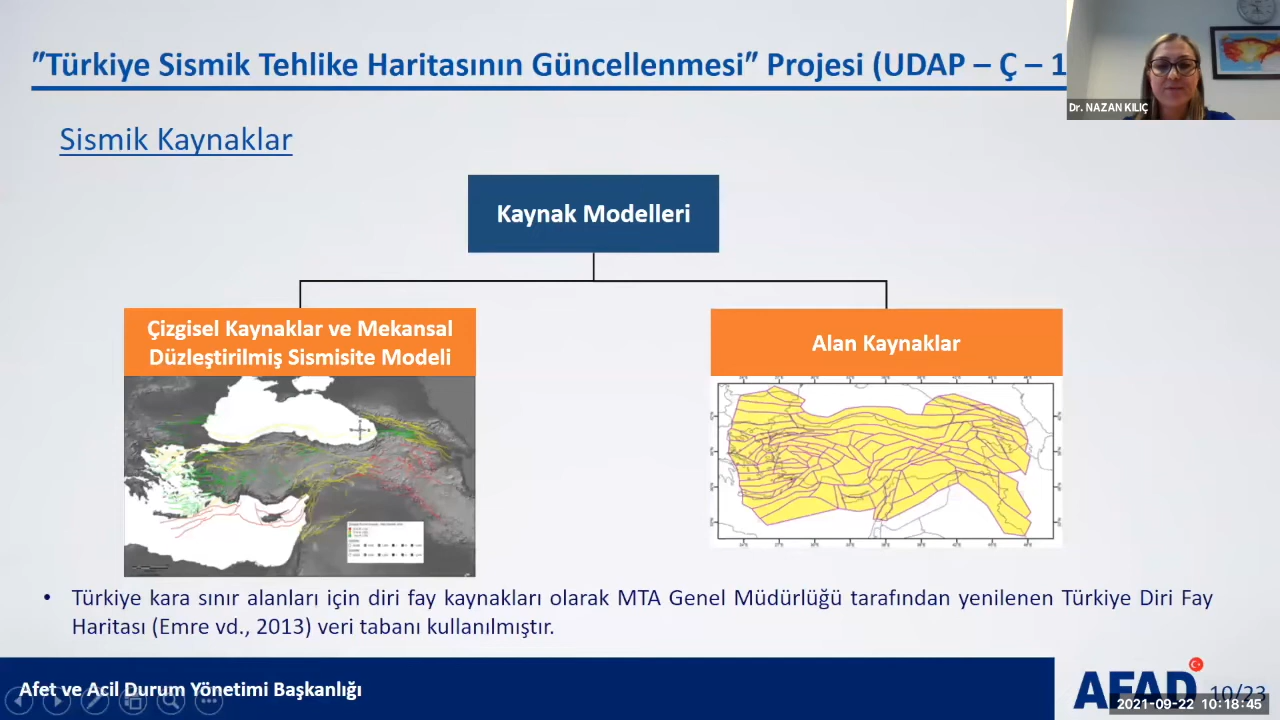 "Türkiye Sismik Tehlike Haritasının Güncellenmesi" Projesi (UDAP – Ç – 1
Dr. NAZAN KILIÇ
Sismik Kaynaklar
Kaynak Modelleri
Çizgisel Kaynaklar ve Mekansal
Düzleştirilmiş Sismisite Modeli
Alan Kaynaklar
• Türkiye kara sınır alanları için diri fay kaynakları olarak MTA Genel Müdürlüğü tarafından yenilenen Türkiye Diri Fay
Haritası (Emre vd., 2013) veri tabanı kullanılmıştır.
Afet ve Acil Durum Yönetimi Başkanlığı
AFAD
10/23
2021-09-22 10:18:45